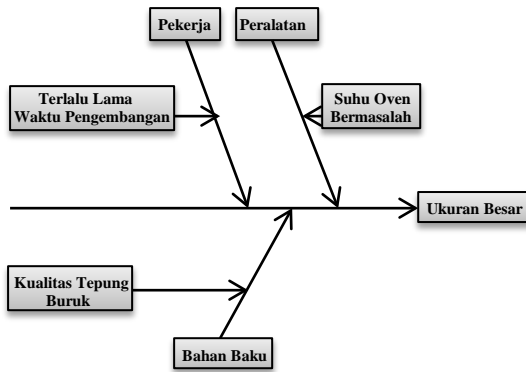 Pekerja
Peralatan
Terlalu Lama
Waktu Pengembangan
Suhu Oven
Bermasalah
Ukuran Besar
Kualitas Tepung
Buruk
Bahan Baku